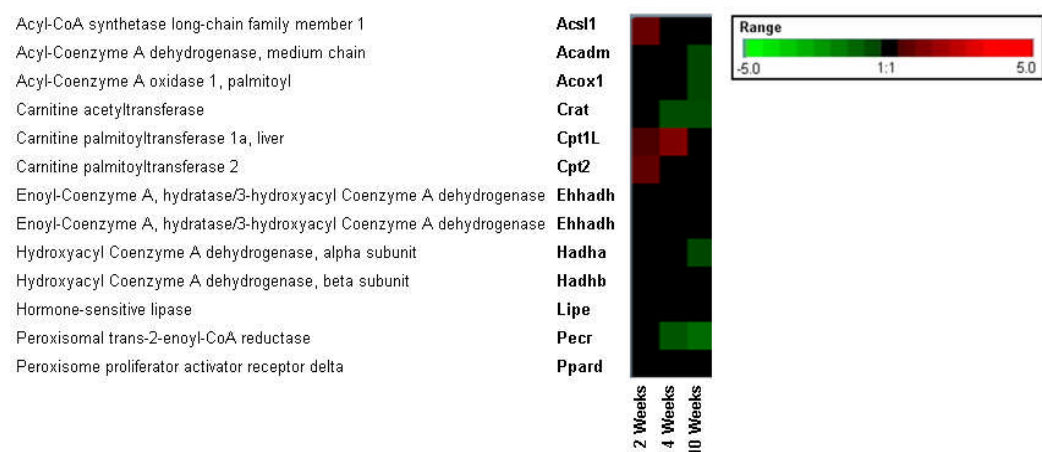 Acyl-CoA synthetase long-chain family member 1 Acsl1
Acyl-Coenzyme A dehydrogenase, medium chain Acadm
Acyl-Coenzyme A oxidase 1, palmitoyl Acox1
Carnitine acetyltransferase Crat
Carnitine palmitoyltransferase 1a, liver Cpt1L
Carnitine palmitoyltransferase 2 Cpt2
Enoyl-Coenzyme A, hydratase/3-hydroxyacyl Coenzyme A dehydrogenase Ehhadh
Enoyl-Coenzyme A, hydratase/3-hydroxyacyl Coenzyme A dehydrogenase Ehhadh
Hydroxyacyl Coenzyme A dehydrogenase, alpha subunit Hadha
Hydroxyacyl Coenzyme A dehydrogenase, beta subunit Hadhb
Hormone-sensitive lipase Lipe
Peroxisomal trans-2-enoyl-CoA reductase Pecr
Peroxisome proliferator activator receptor delta Ppard
2 Weeks
4 Weeks
10 Weeks
Range
-5.0 1:1 5.0